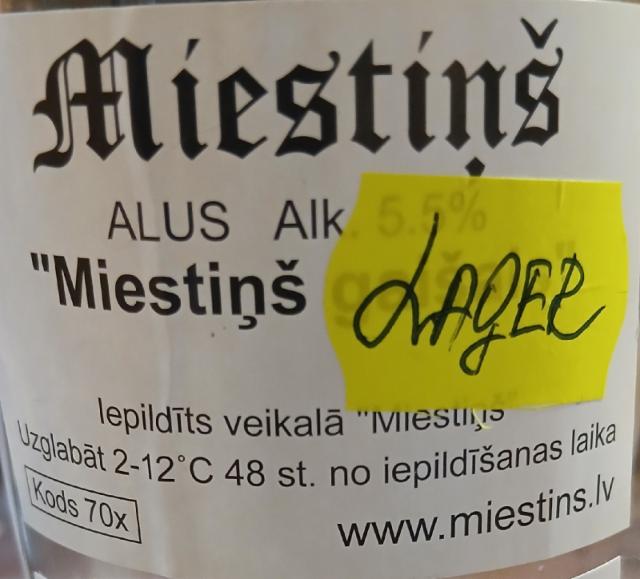 Miestiņš
ALUS Alk. 5.5%
"Miestiņš gaišais"
LAGER
Iepildīts veikalā "Miestiņš"
Uzglabāt 2-12°C 48 st. no iepildīšanas laika
Kods 70x
www.miestins.lv